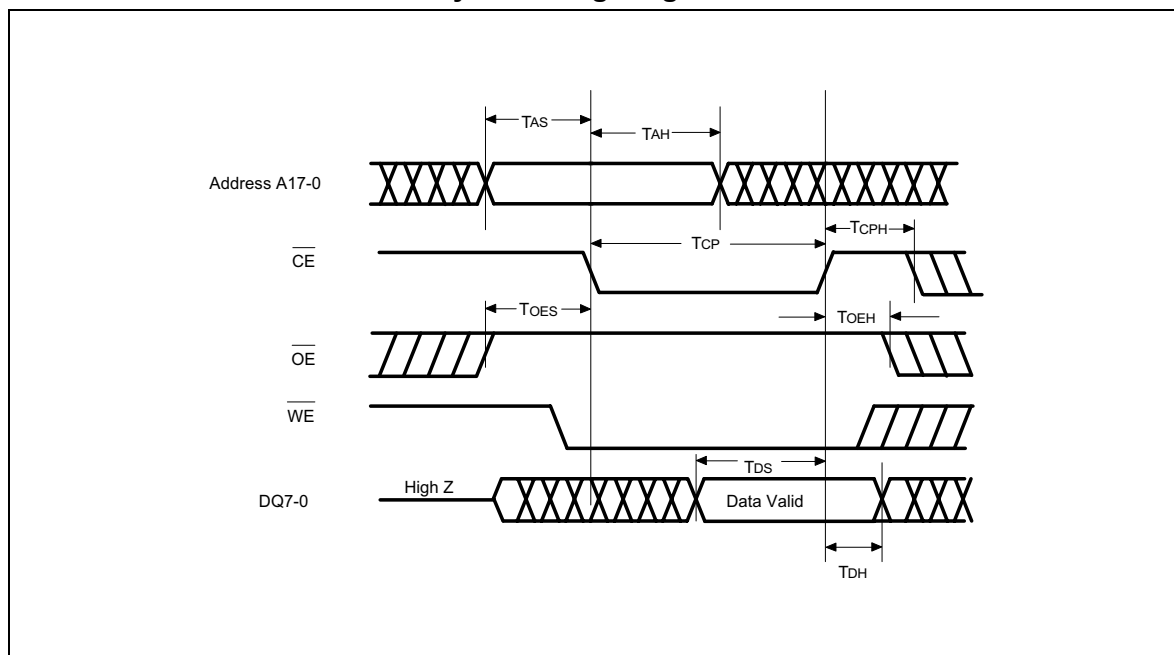 TAS
TAH
Address A17-0
TCP
TCPH
CE
TOES
TOEH
OE
WE
TDS
High Z
Data Valid
DQ7-0
TDH